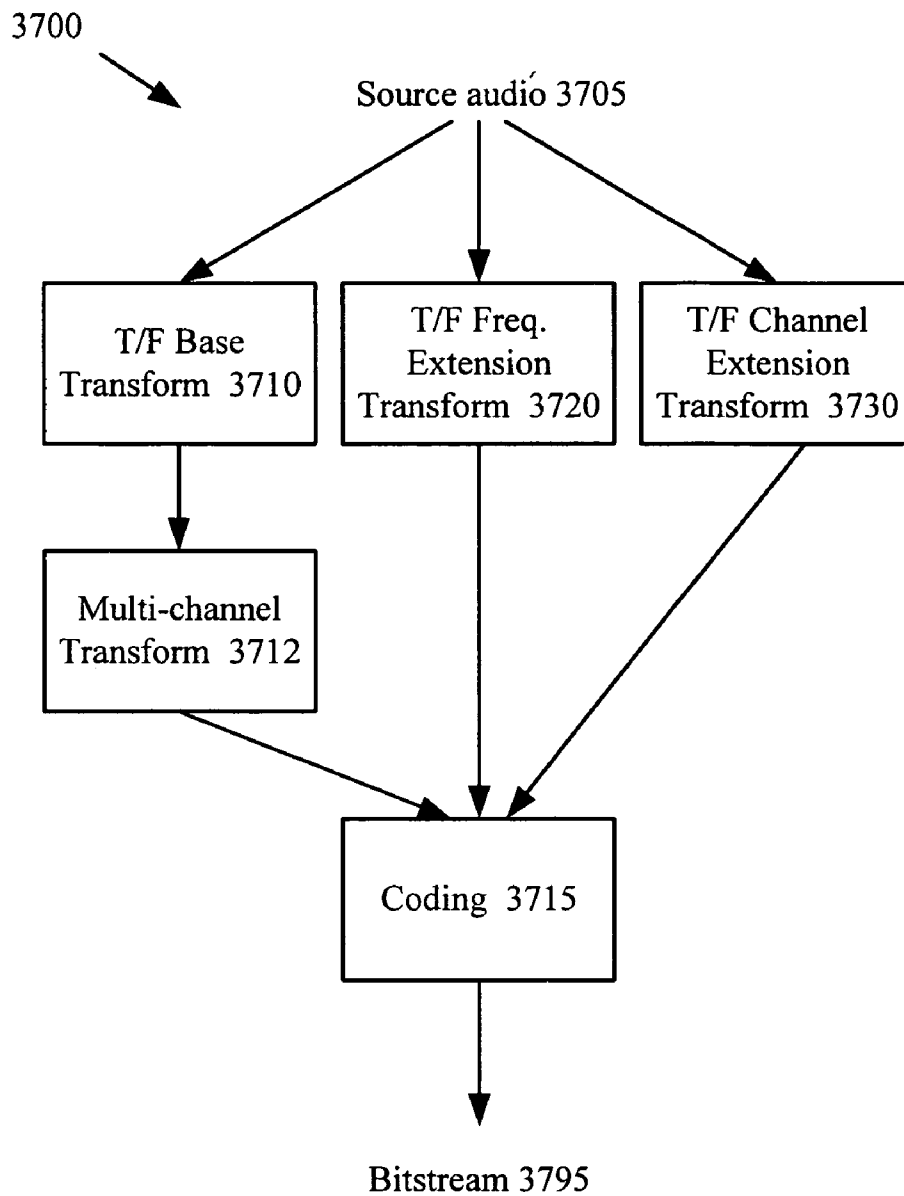 3700
Source audio 3705
T/F Base
Transform 3710
T/F Freq.
Extension
Transform 3720
T/F Channel
Extension
Transform 3730
Multi-channel
Transform 3712
Coding 3715
Bitstream 3795